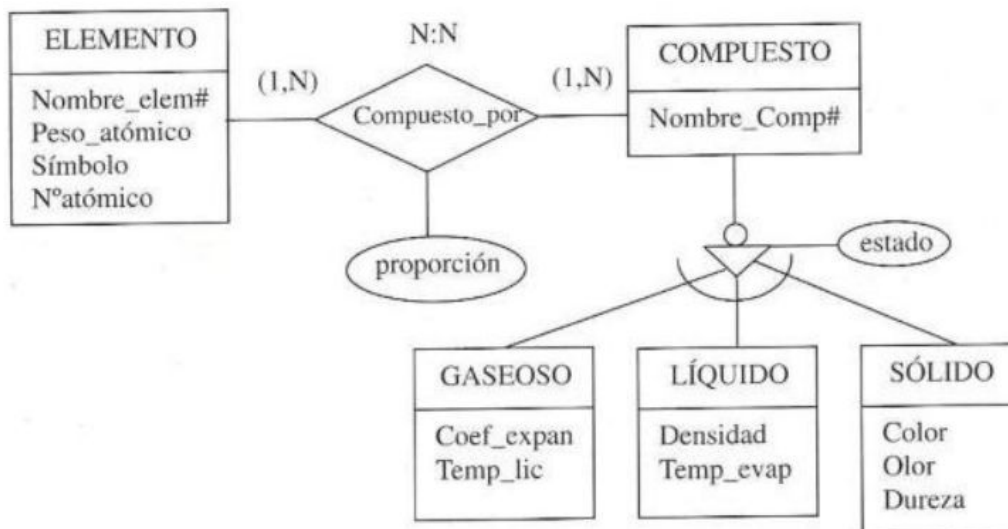 ELEMENTO
Nombre_elem#
Peso_atómico
Símbolo
Nºatómico
(1,N)
N:N
Compuesto_por
proporción
(1,N)
COMPUESTO
Nombre_Comp#
estado
GASEOSO
Coef_expan
Temp_lic
LÍQUIDO
Densidad
Temp_evap
SÓLIDO
Color
Olor
Dureza